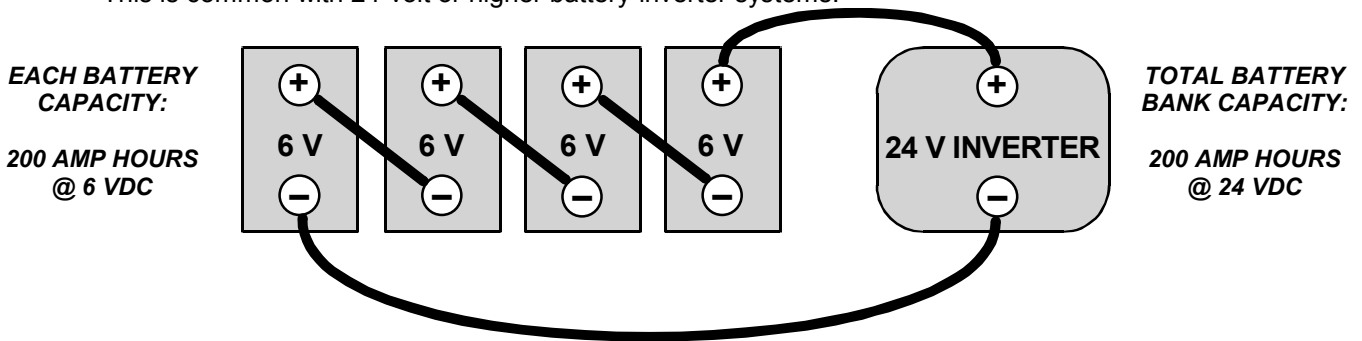 EACH BATTERY
CAPACITY:
200 AMP HOURS
@ 6 VDC
+
+
+
+
6 V
6 V
6 V
6 V
–
–
–
–
+
24 V INVERTER
–
TOTAL BATTERY
BANK CAPACITY:
200 AMP HOURS
@ 24 VDC